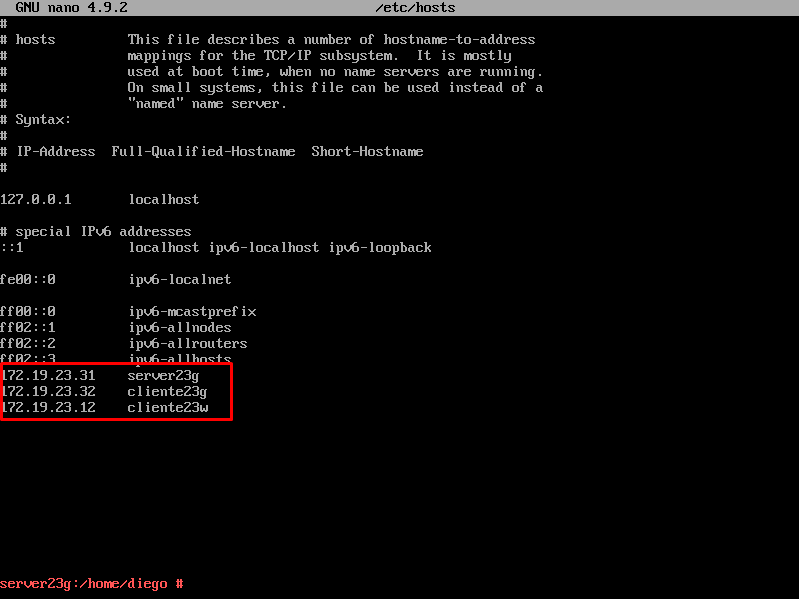 GNU nano 4.9.2 /etc/hosts
#
# hosts This file describes a number of hostname-to-address
# mappings for the TCP/IP subsystem. It is mostly
# used at boot time, when no name servers are running.
# On small systems, this file can be used instead of a
# "named" name server.
# Syntax:
#
# IP-Address Full-Qualified-Hostname Short-Hostname
#
127.0.0.1 localhost
# special IPv6 addresses
::1 localhost ipv6-localhost ipv6-loopback
fe00::0 ipv6-localnet
ff00::0 ipv6-mcastprefix
ff02::1 ipv6-allnodes
ff02::2 ipv6-allrouters
ff02::3 ipv6-allhosts
172.19.23.31 server23g
172.19.23.32 cliente23g
172.19.23.12 cliente23w
server23g:/home/diego #